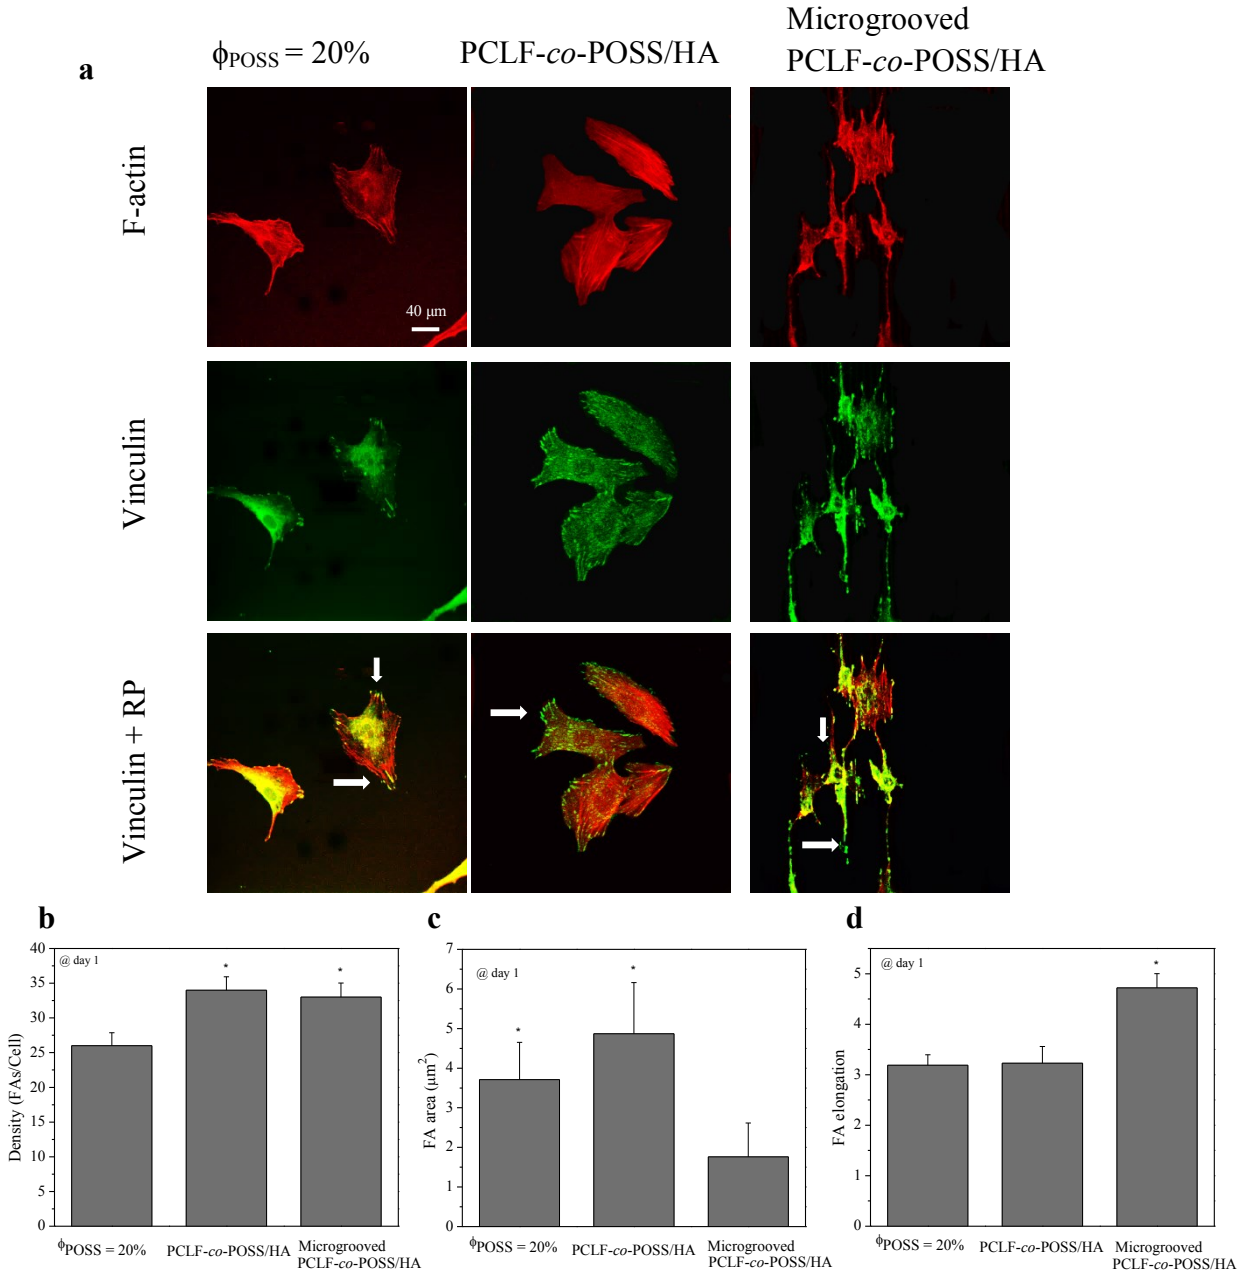 Microgrooved
ϕPOSS = 20%
PCLF-co-POSS/HA
PCLF-co-POSS/HA
a
F-actin
40 μm
Vinculin
Vinculin + RP
b
c
d
40
35
30
25
20
15
10
5
0
Density (FAs/Cell)
@ day 1
*
*
ϕPOSS = 20%
PCLF-co-POSS/HA
Microgrooved
PCLF-co-POSS/HA
7
6
5
4
3
2
1
0
FA area (μm²)
@ day 1
*
*
ϕPOSS = 20%
PCLF-co-POSS/HA
Microgrooved
PCLF-co-POSS/HA
5
4
3
2
1
0
FA elongation
@ day 1
*
ϕPOSS = 20%
PCLF-co-POSS/HA
Microgrooved
PCLF-co-POSS/HA